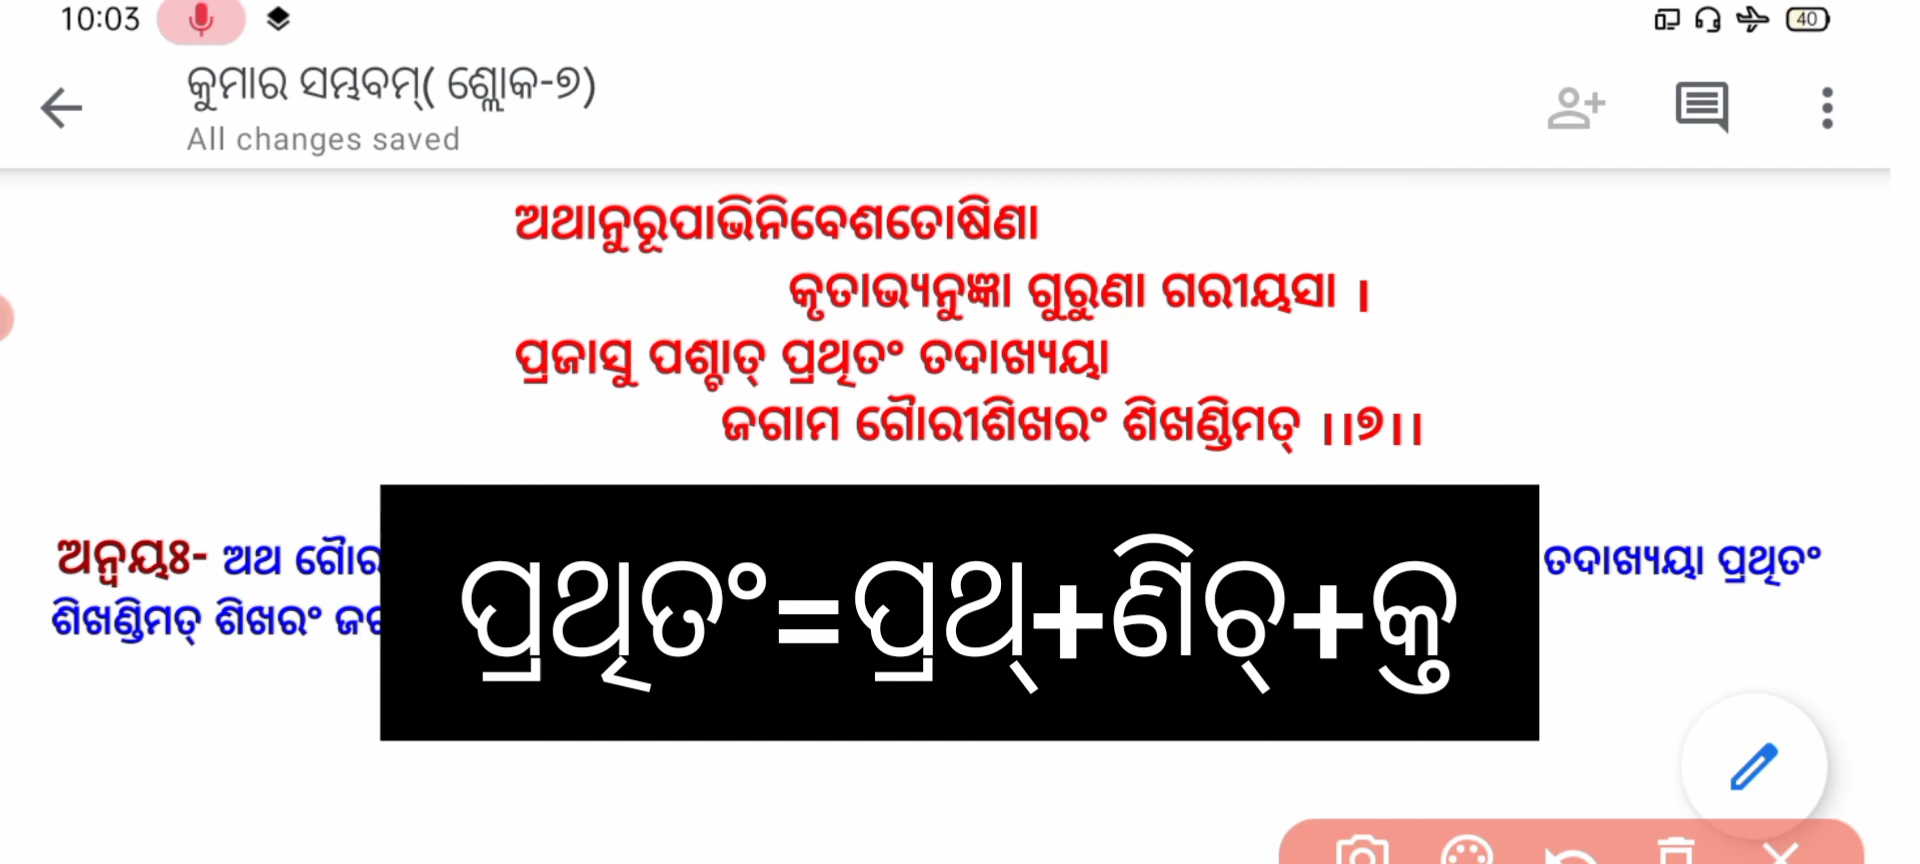 10:03
40
କୁମାର ସମ୍ଭବମ୍( ଶ୍ଲୋକ-୭)
All changes saved
ଅଥାନୁରୂପାଭିନିବେଶତୋଷିଣା
କୃତାଭ୍ୟନୁଜ୍ଞା ଗୁରୁଣା ଗରୀୟସା ।
ପ୍ରଜାସୁ ପଶ୍ଚାତ୍ ପ୍ରଥିତଂ ତଦାଖ୍ୟୟା
ଜଗାମ ଗୌରୀଶିଖରଂ ଶିଖଣ୍ଡିମତ୍ ।।୭।।
ଅନ୍ୱୟଃ- ଅଥ ତଦାଖ୍ୟୟା ପ୍ରଥିତଂ
ଶିଖଣ୍ଡିମତ୍ ଶିଖରଂ
ପ୍ରଥିତଂ=ପ୍ରଥ୍+ଣିଚ୍+କ୍ତ